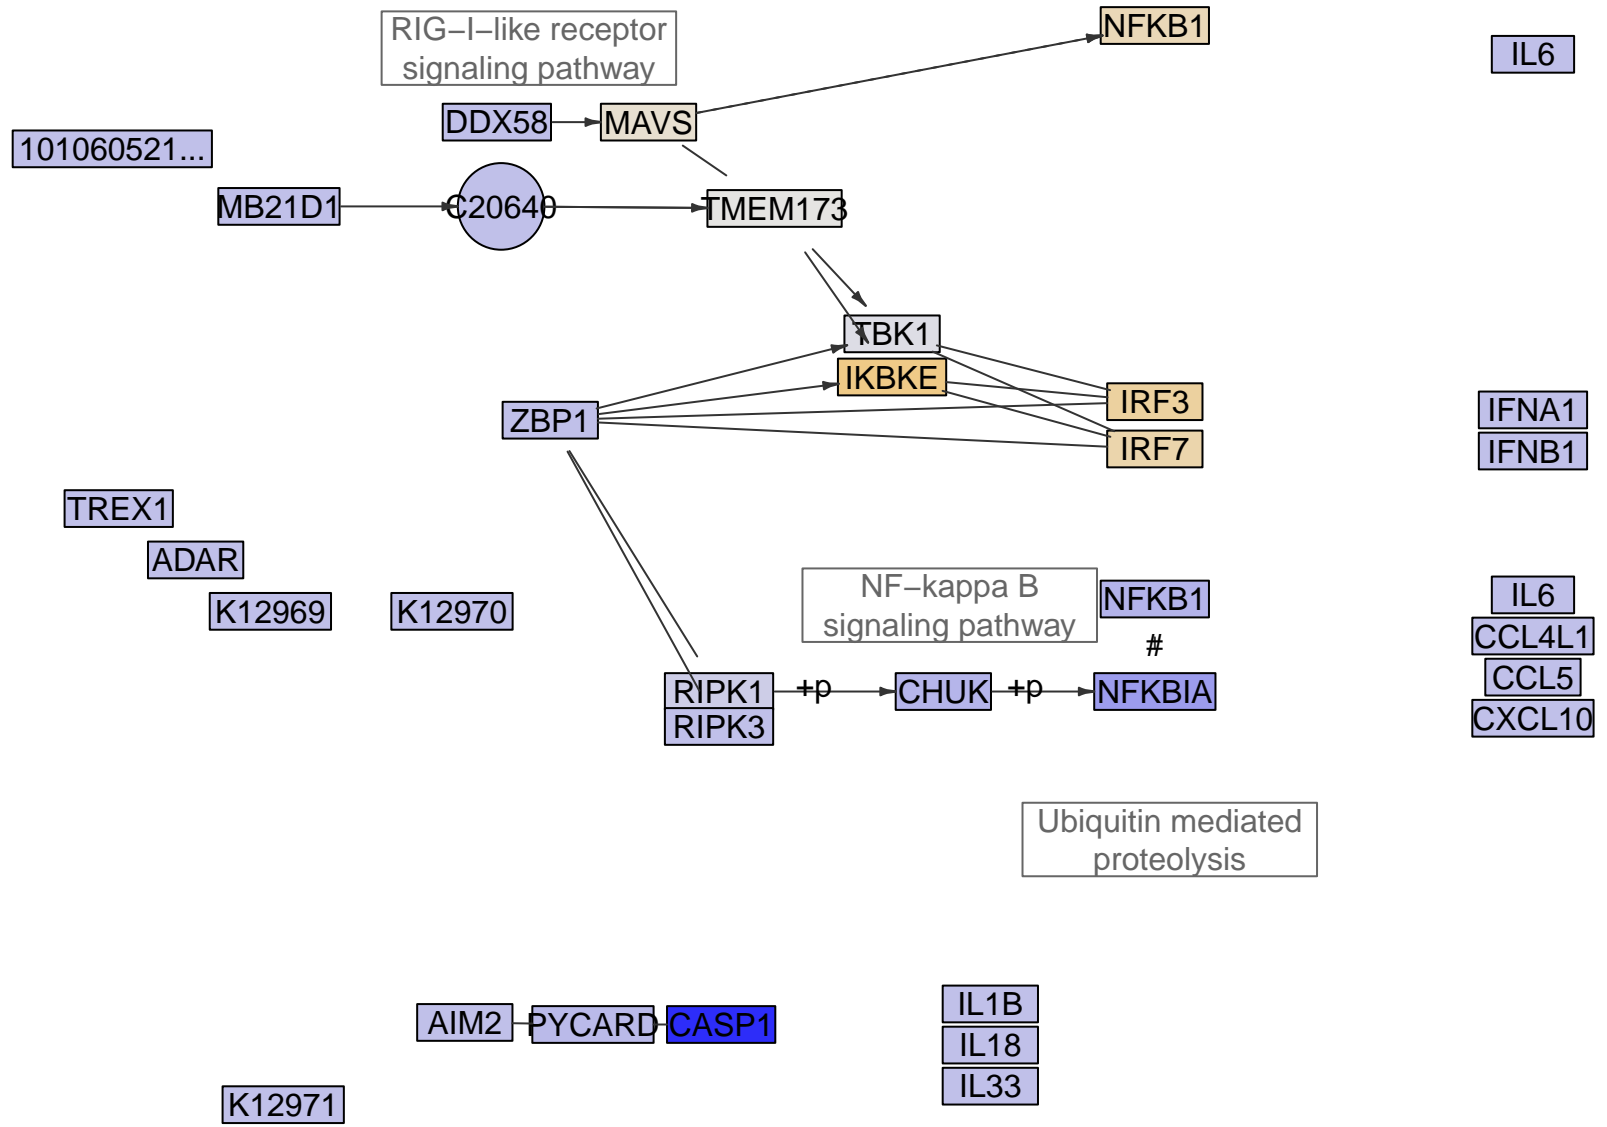 RIG−I−like receptor
signaling pathway
NFKB1
IL6
DDX58
MAVS
101060521...
MB21D1
C20640
TMEM173
TBK1
IKBKE
ZBP1
IRF3
IRF7
IFNA1
IFNB1
TREX1
ADAR
K12969
K12970
NF−kappa B
signaling pathway
NFKB1
#
IL6
CCL4L1
CCL5
CXCL10
RIPK1
+p
CHUK
+p
NFKBIA
RIPK3
Ubiquitin mediated
proteolysis
AIM2
PYCARD
CASP1
IL1B
IL18
IL33
K12971